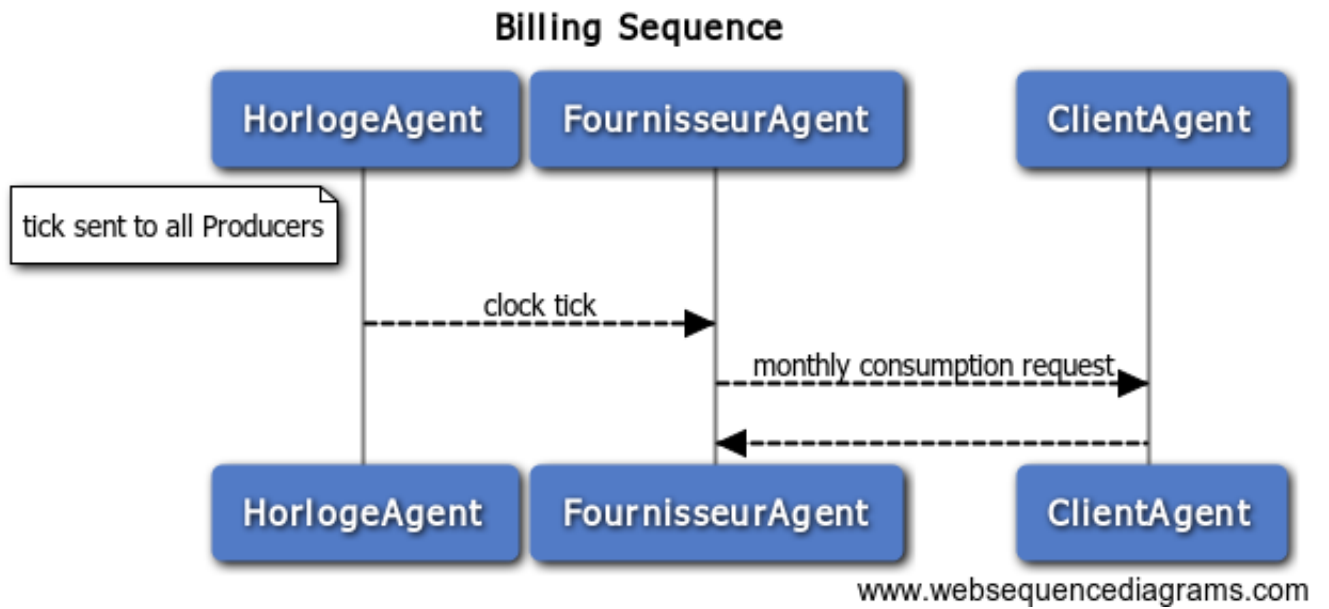 Billing Sequence
HorlogeAgent
FournisseurAgent
ClientAgent
tick sent to all Producers
clock tick
monthly consumption request
HorlogeAgent
FournisseurAgent
ClientAgent
www.websequencediagrams.com